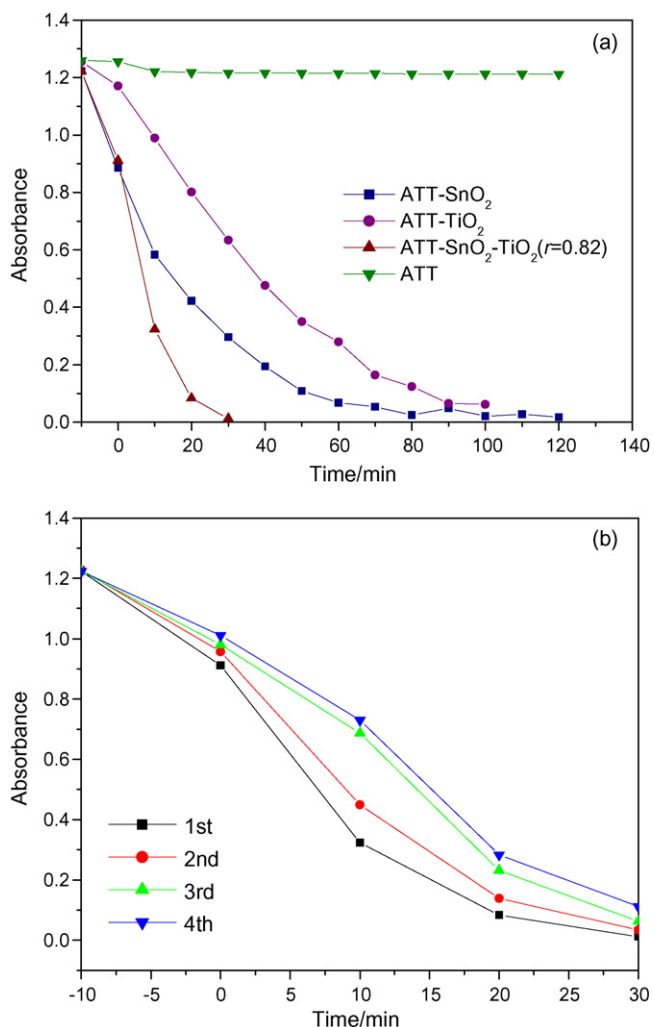 1.4
(a)
1.2
1.0
0.8
0.6
0.4
0.2
0.0
Absorbance
ATT-SnO₂
ATT-TiO₂
ATT-SnO₂-TiO₂(r=0.82)
ATT
0 20 40 60 80 100 120 140
Time/min
1.4
(b)
1.2
1.0
0.8
0.6
0.4
0.2
0.0
Absorbance
1st
2nd
3rd
4th
-10 -5 0 5 10 15 20 25 30
Time/min